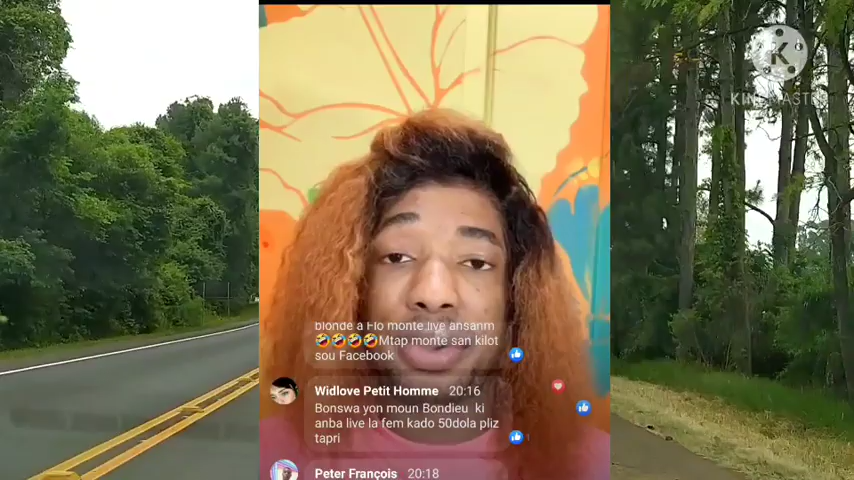 K
KINEMASTER
blonde a Flo monte live ansanm
🤣🤣🤣🤣Mtap monte san kilot
sou Facebook
Widlove Petit Homme 20:16
Bonswa yon moun Bondieu ki
anba live la fem kado 50dola pliz
tapri
Peter François 20:18